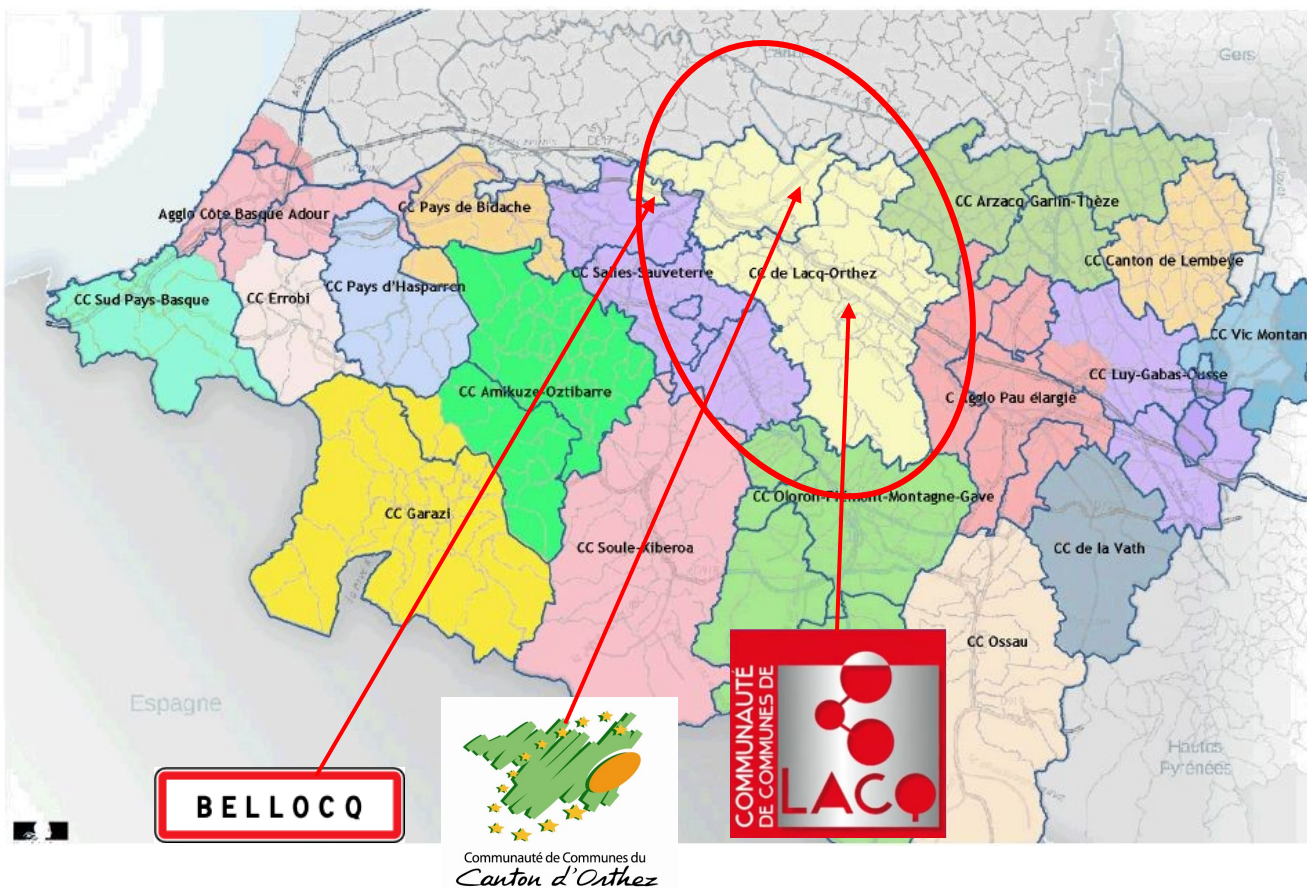 Landes
Gers
Agglo Côte Basque Adour
CC Pays de Bidache
CC Arzacq Garlin-Thèze
CC Canton de Lembeye
CC Sud Pays-Basque
CC Errobi
CC Pays d'Hasparren
CC Salies-Sauveterre
CC de Lacq-Orthez
CC Vic Montan
CC Luy-Gabas-Ousse
CC Amikuze-Oztibarre
C Agglo Pau élargie
CC Oloron-Piémont-Montagne-Gave
CC Garazi
CC Soule-Xiberoa
CC de la Vath
CC Ossau
Espagne
Hautes
Pyrénées
BELLOCQ
Communauté de Communes du
Canton d'Orthez
COMMUNAUTÉ
DE COMMUNES DE
LACQ